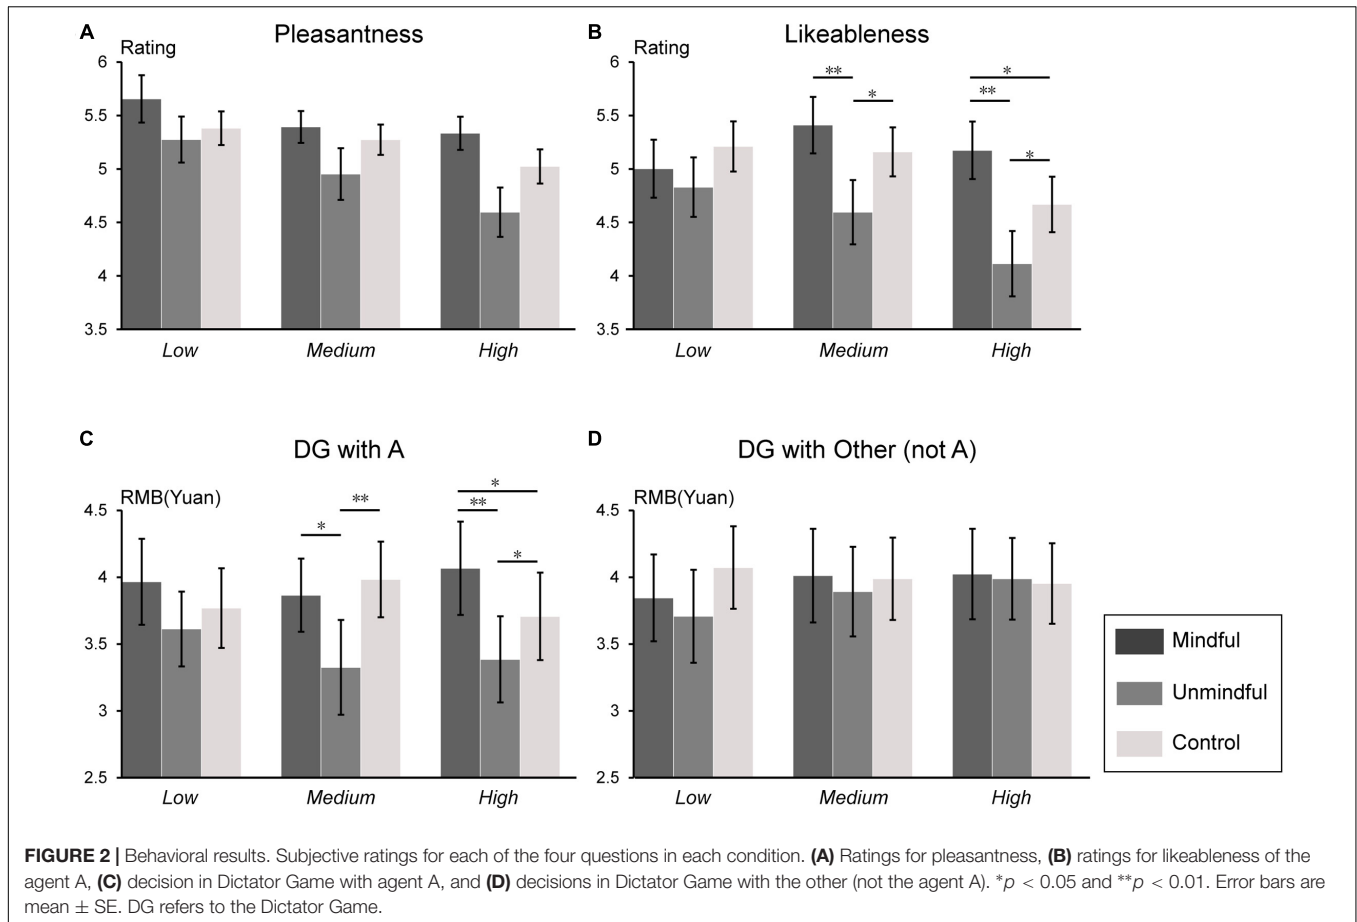 A
Pleasantness
Rating
6
5.5
5
4.5
4
3.5
Low Medium High
B
Likeableness
Rating
6
5.5
5
4.5
4
3.5
** * * ** *
Low Medium High
C
DG with A
RMB(Yuan)
4.5
4
3.5
3
2.5
* ** * ** *
Low Medium High
D
DG with Other (not A)
RMB(Yuan)
4.5
4
3.5
3
2.5
Low Medium High
Mindful
Unmindful
Control
FIGURE 2 | Behavioral results. Subjective ratings for each of the four questions in each condition. (A) Ratings for pleasantness, (B) ratings for likeableness of the
agent A, (C) decision in Dictator Game with agent A, and (D) decisions in Dictator Game with the other (not the agent A). *p < 0.05 and **p < 0.01. Error bars are
mean ± SE. DG refers to the Dictator Game.